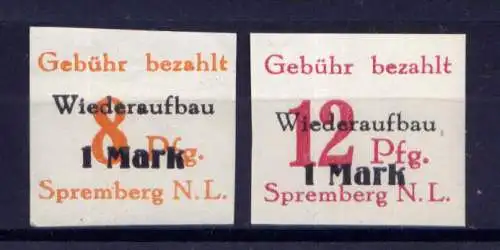 Gebühr bezahlt
Wiederaufbau
8 Pfg.
1 Mark
Spremberg N.L.
Gebühr bezahlt
Wiederaufbau
12 Pfg.
1 Mark
Spremberg N.L.